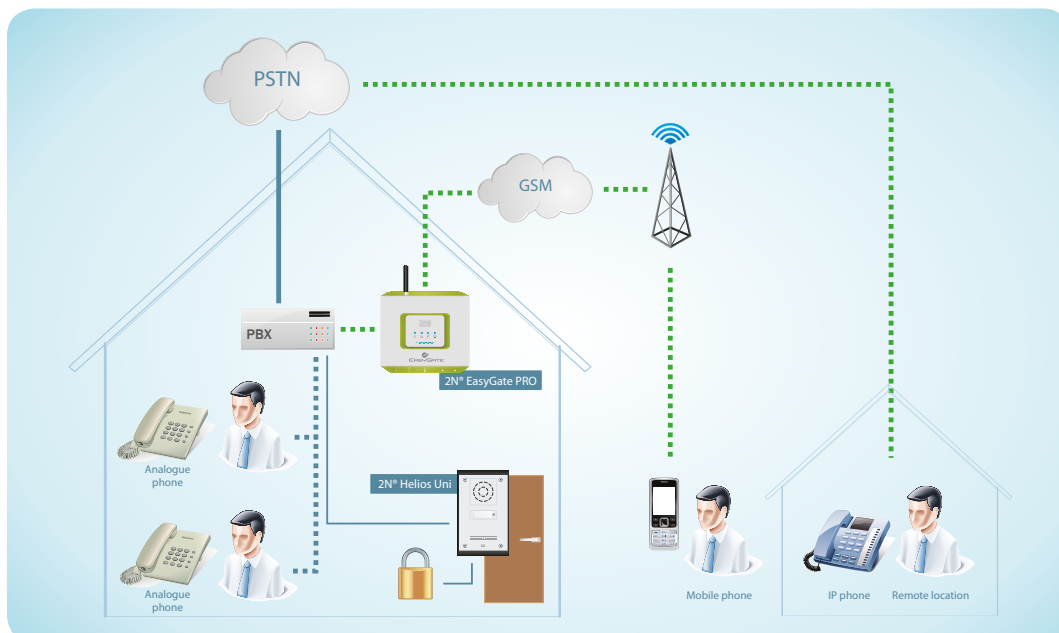 PSTN
GSM
PBX
EASYGATE
2N® EasyGate PRO
Analogue
phone
2N® Helios Uni
Analogue
phone
Mobile phone
IP phone
Remote location